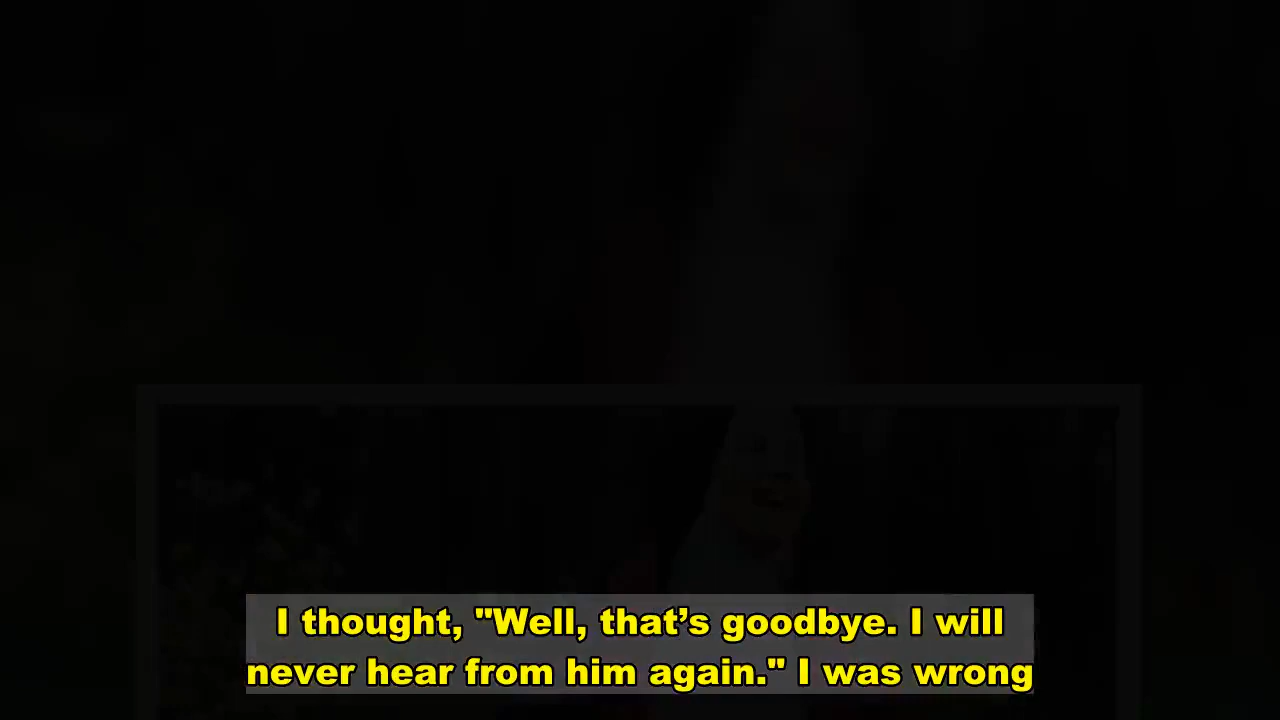 I thought, "Well, that’s goodbye. I will
never hear from him again." I was wrong